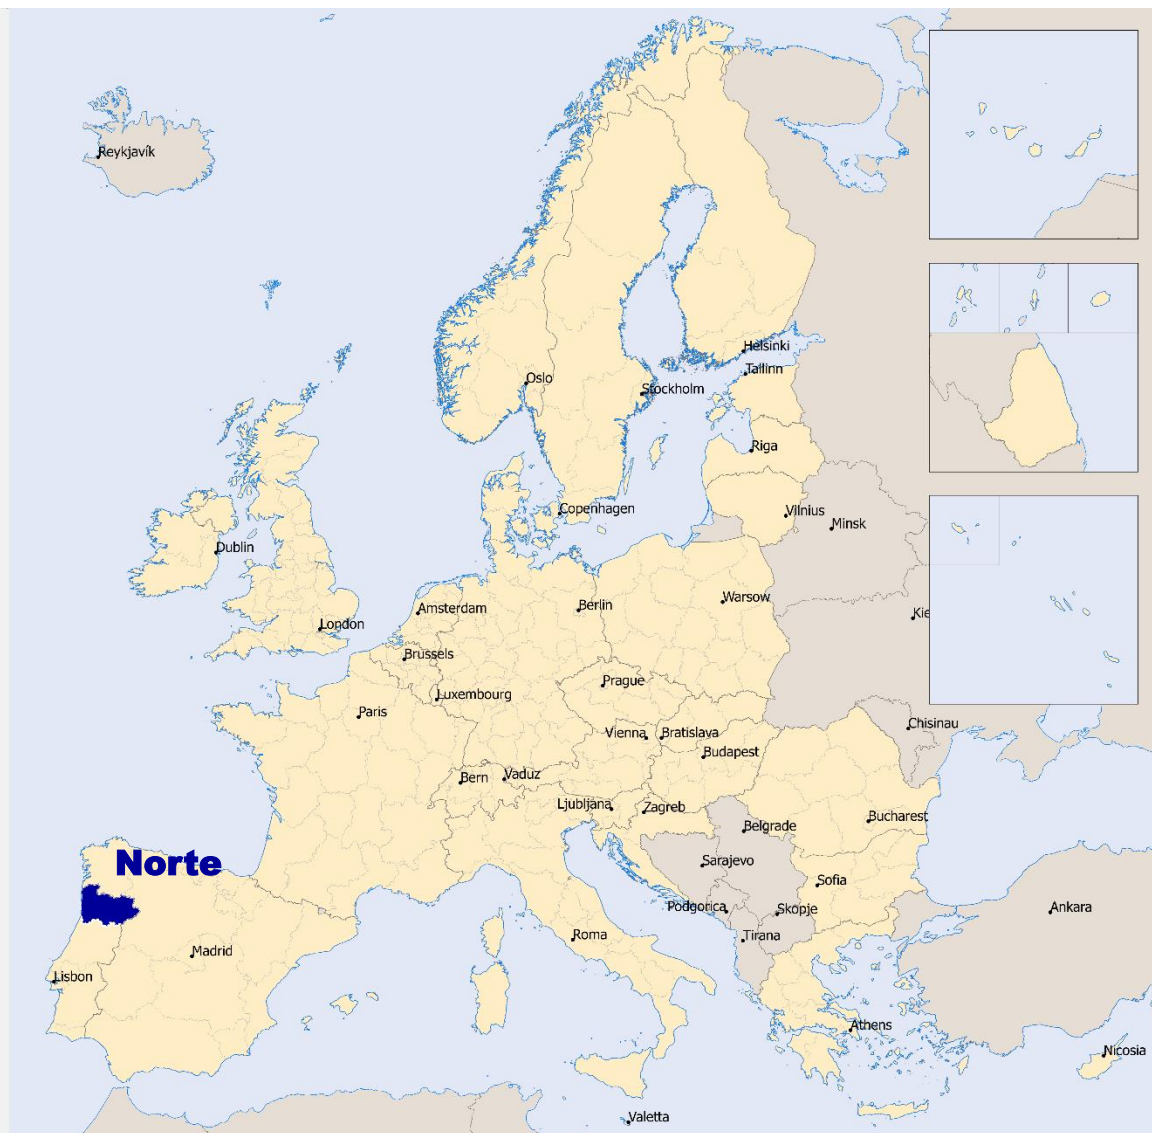 Reykjavík
Helsinki
Tallinn
Oslo
Stockholm
Riga
Copenhagen
Vilnius
Minsk
Dublin
Amsterdam
Berlin
Warsow
Kie
London
Brussels
Prague
Luxembourg
Paris
Chisinau
Vienna
Bratislava
Budapest
Bern
Vaduz
Ljubljana
Zagreb
Bucharest
Belgrade
Norte
Sarajevo
Sofia
Podgorica
Skopje
Ankara
Roma
Tirana
Madrid
Lisbon
Athens
Nicosia
Valetta